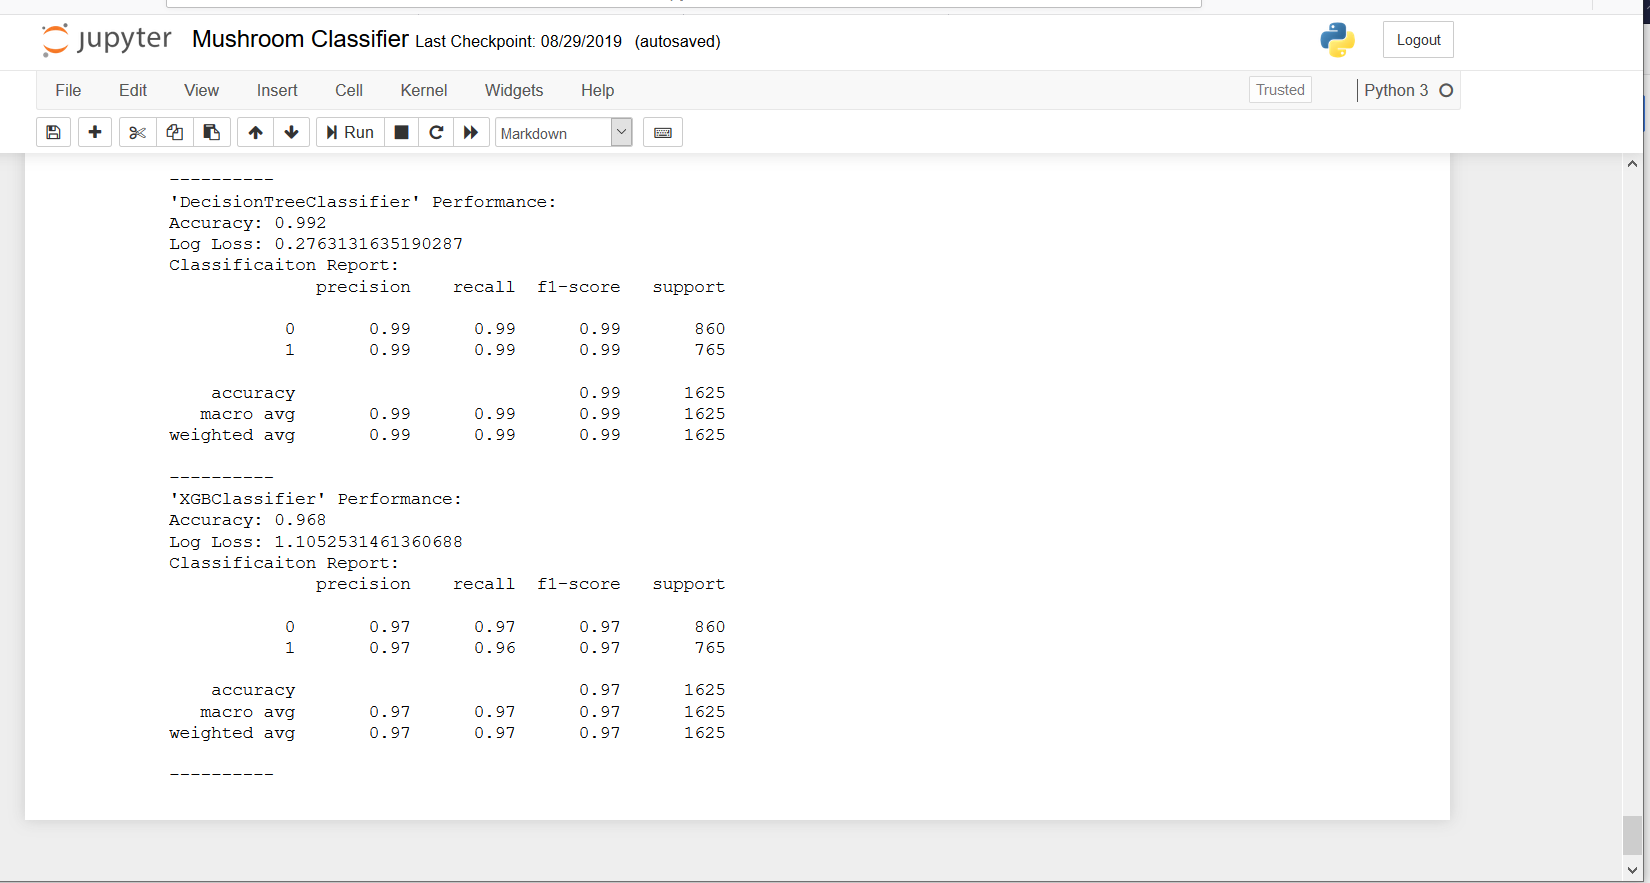 jupyter Mushroom Classifier Last Checkpoint: 08/29/2019 (autosaved) Logout
File Edit View Insert Cell Kernel Widgets Help Trusted Python 3
Run Markdown
----------
'DecisionTreeClassifier' Performance:
Accuracy: 0.992
Log Loss: 0.2763131635190287
Classificaiton Report:
precision recall f1-score support
0 0.99 0.99 0.99 860
1 0.99 0.99 0.99 765
accuracy 0.99 1625
macro avg 0.99 0.99 0.99 1625
weighted avg 0.99 0.99 0.99 1625
----------
'XGBClassifier' Performance:
Accuracy: 0.968
Log Loss: 1.1052531461360688
Classificaiton Report:
precision recall f1-score support
0 0.97 0.97 0.97 860
1 0.97 0.96 0.97 765
accuracy 0.97 1625
macro avg 0.97 0.97 0.97 1625
weighted avg 0.97 0.97 0.97 1625
----------